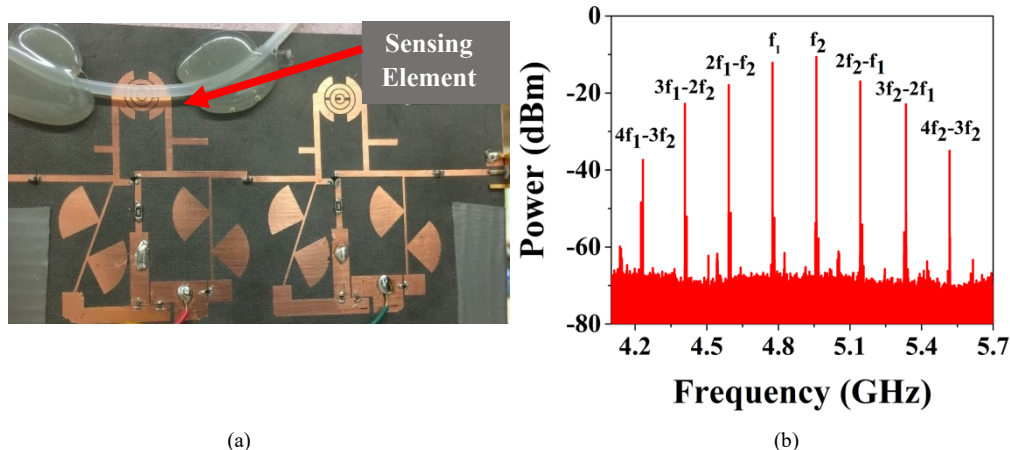 Sensing
Element
(a)
0
-20
-40
-60
-80
Power (dBm)
4f₁-3f₂
3f₁-2f₂
2f₁-f₂
f₁
f₂
2f₂-f₁
3f₂-2f₁
4f₂-3f₂
4.2 4.5 4.8 5.1 5.4 5.7
Frequency (GHz)
(b)